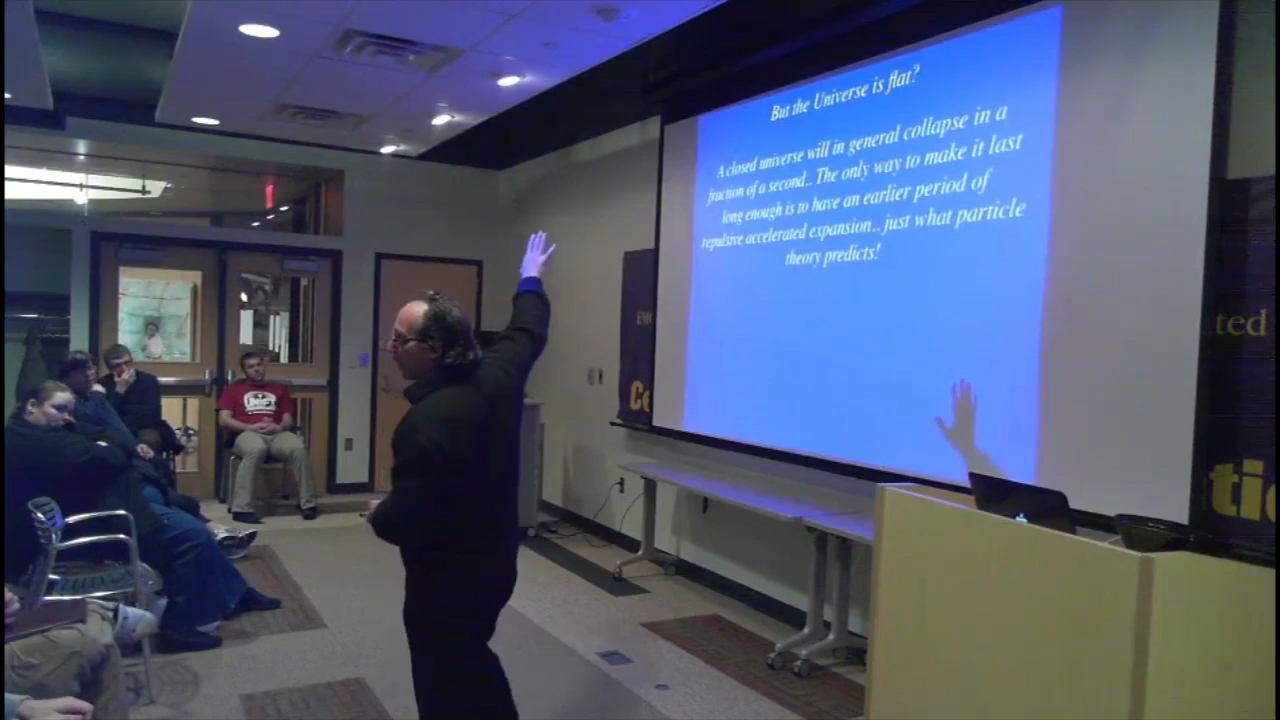 But the Universe is flat?
A closed universe will in general collapse in a
fraction of a second.. The only way to make it last
long enough is to have an earlier period of
repulsive accelerated expansion.. just what particle
theory predicts!
ted
tic
Ce